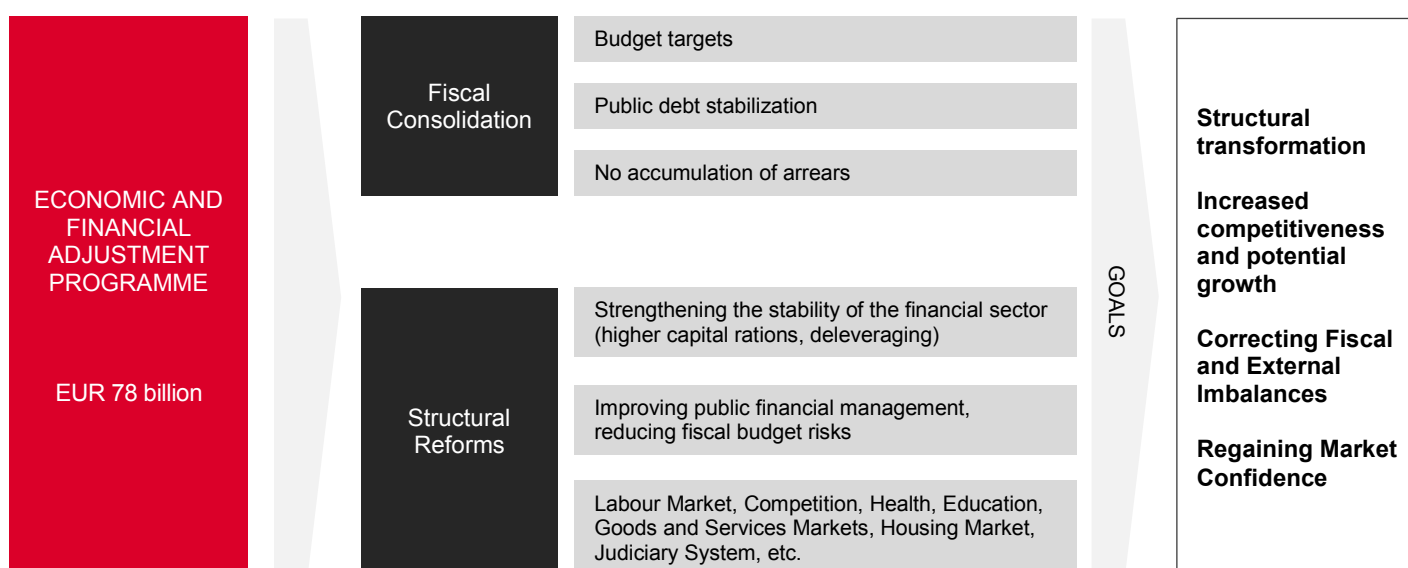 ECONOMIC AND
FINANCIAL
ADJUSTMENT
PROGRAMME
EUR 78 billion
Fiscal
Consolidation
Budget targets
Public debt stabilization
No accumulation of arrears
Structural
Reforms
Strengthening the stability of the financial sector
(higher capital rations, deleveraging)
Improving public financial management,
reducing fiscal budget risks
Labour Market, Competition, Health, Education,
Goods and Services Markets, Housing Market,
Judiciary System, etc.
GOALS
Structural
transformation
Increased
competitiveness
and potential
growth
Correcting Fiscal
and External
Imbalances
Regaining Market
Confidence